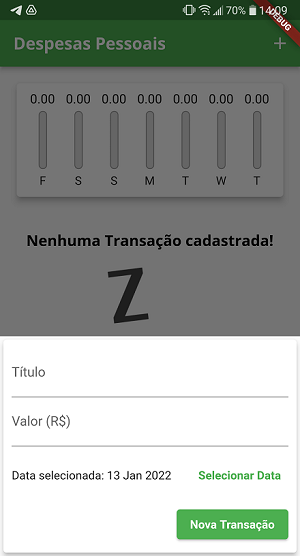 70% 14:09
DEBUG
Despesas Pessoais +
0.00 0.00 0.00 0.00 0.00 0.00 0.00
F S S M T W T
Nenhuma Transação cadastrada!
Z
Título
Valor (R$)
Data selecionada: 13 Jan 2022 Selecionar Data
Nova Transação